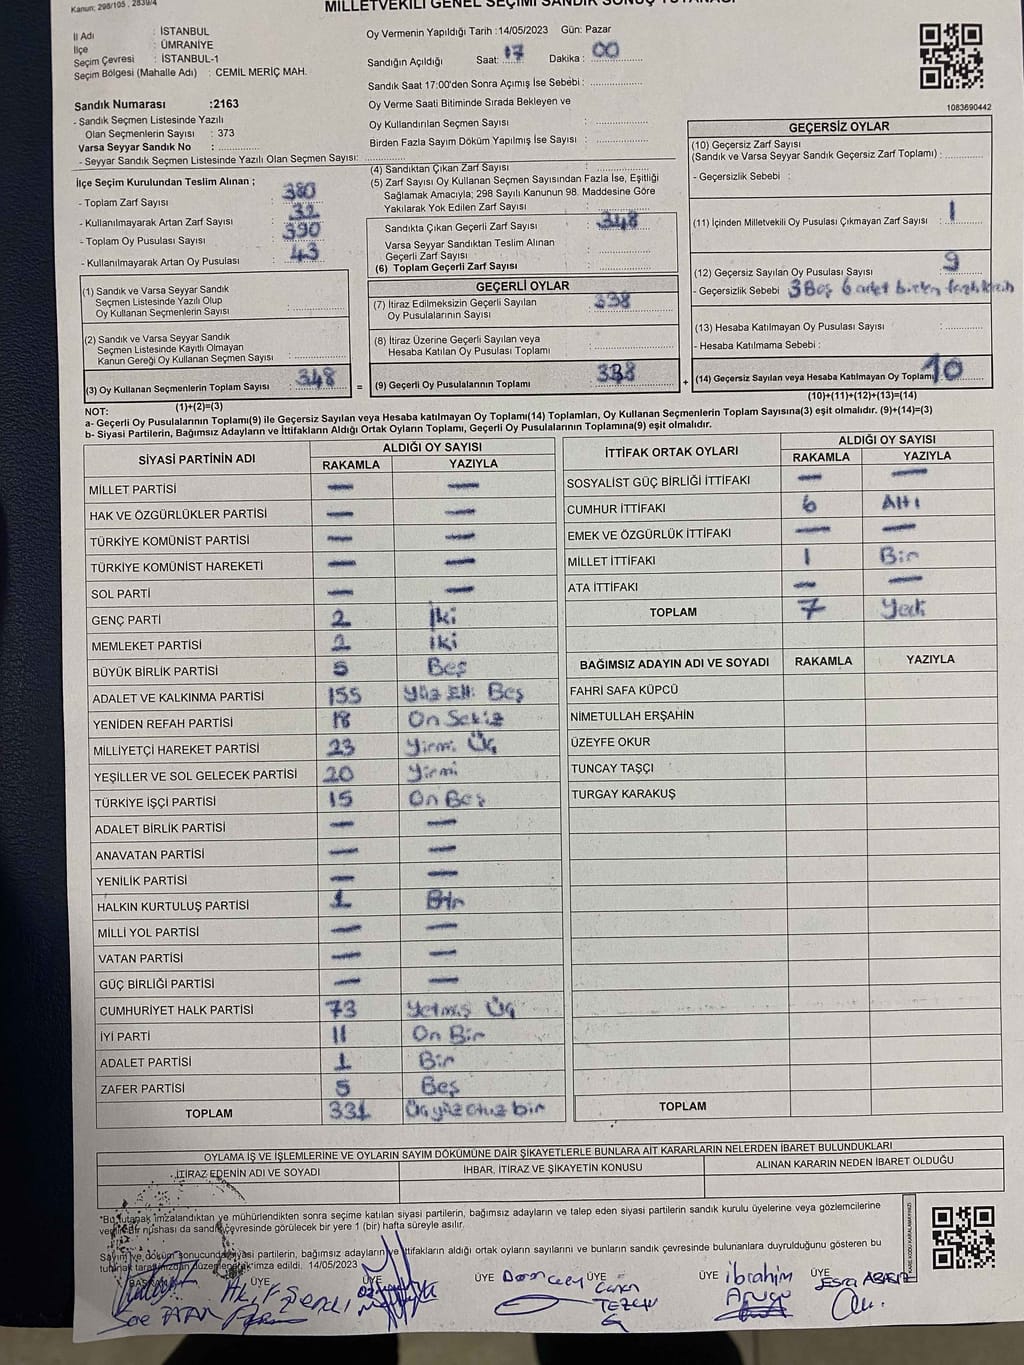 Kanun; 298/105 , 2839/4
MİLLETVEKİLİ GENEL SEÇİMİ SANDIK SONUÇ TUTANAĞI
İl Adı : İSTANBUL
İlçe : ÜMRANİYE
Seçim Çevresi : İSTANBUL-1
Seçim Bölgesi (Mahalle Adı) : CEMİL MERİÇ MAH.
Sandık Numarası :2163
- Sandık Seçmen Listesinde Yazılı
Olan Seçmenlerin Sayısı : 373
Varsa Seyyar Sandık No :
- Seyyar Sandık Seçmen Listesinde Yazılı Olan Seçmen Sayısı:
Oy Vermenin Yapıldığı Tarih :14/05/2023 Gün: Pazar
Sandığın Açıldığı Saat: 17 Dakika : 00
Sandık Saat 17:00'den Sonra Açımış İse Sebebi :
Oy Verme Saati Bitiminde Sırada Bekleyen ve
Oy Kullandırılan Seçmen Sayısı :
Birden Fazla Sayım Döküm Yapılmış İse Sayısı :
1083690442
İlçe Seçim Kurulundan Teslim Alınan ;
- Toplam Zarf Sayısı : 380
- Kullanılmayarak Artan Zarf Sayısı : 32
- Toplam Oy Pusulası Sayısı : 390
- Kullanılmayarak Artan Oy Pusulası : 43
(1) Sandık ve Varsa Seyyar Sandık
Seçmen Listesinde Yazılı Olup
Oy Kullanan Seçmenlerin Sayısı :
(2) Sandık ve Varsa Seyyar Sandık
Seçmen Listesinde Kayıtlı Olmayan
Kanun Gereği Oy Kullanan Seçmen Sayısı :
(3) Oy Kullanan Seçmenlerin Toplam Sayısı : 348
(1)+(2)=(3)
(4) Sandıktan Çıkan Zarf Sayısı :
(5) Zarf Sayısı Oy Kullanan Seçmen Sayısından Fazla İse, Eşitliği
Sağlamak Amacıyla; 298 Sayılı Kanunun 98. Maddesine Göre
Yakılarak Yok Edilen Zarf Sayısı :
Sandıkta Çıkan Geçerli Zarf Sayısı : 348
Varsa Seyyar Sandıktan Teslim Alınan
Geçerli Zarf Sayısı :
(6) Toplam Geçerli Zarf Sayısı :
GEÇERLİ OYLAR
(7) İtiraz Edilmeksizin Geçerli Sayılan
Oy Pusulalarının Sayısı : 338
(8) İtiraz Üzerine Geçerli Sayılan veya
Hesaba Katılan Oy Pusulası Toplamı :
= (9) Geçerli Oy Pusulalarının Toplamı : 338
GEÇERSİZ OYLAR
(10) Geçersiz Zarf Sayısı
(Sandık ve Varsa Seyyar Sandık Geçersiz Zarf Toplamı) :
- Geçersizlik Sebebi :
(11) İçinden Milletvekili Oy Pusulası Çıkmayan Zarf Sayısı : 1
(12) Geçersiz Sayılan Oy Pusulası Sayısı : 9
- Geçersizlik Sebebi 3 Boş 6 adet birden
(13) Hesaba Katılmayan Oy Pusulası Sayısı :
- Hesaba Katılmama Sebebi :
+ (14) Geçersiz Sayılan veya Hesaba Katılmayan Oy Toplamı 10
(10)+(11)+(12)+(13)=(14)
NOT:
a- Geçerli Oy Pusulalarının Toplamı(9) ile Geçersiz Sayılan veya Hesaba katılmayan Oy Toplamı(14) Toplamları, Oy Kullanan Seçmenlerin Toplam Sayısına(3) eşit olmalıdır. (9)+(14)=(3)
b- Siyasi Partilerin, Bağımsız Adayların ve İttifakların Aldığı Ortak Oyların Toplamı, Geçerli Oy Pusulalarının Toplamına(9) eşit olmalıdır.
SİYASİ PARTİNİN ADI ALDIĞI OY SAYISI
RAKAMLA YAZIYLA
MİLLET PARTİSİ — —
HAK VE ÖZGÜRLÜKLER PARTİSİ — —
TÜRKİYE KOMÜNİST PARTİSİ — —
TÜRKİYE KOMÜNİST HAREKETİ — —
SOL PARTİ — —
GENÇ PARTİ 2 İki
MEMLEKET PARTİSİ 2 İki
BÜYÜK BİRLİK PARTİSİ 5 Beş
ADALET VE KALKINMA PARTİSİ 155 Yüz Elli Beş
YENİDEN REFAH PARTİSİ 18 On Sekiz
MİLLİYETÇİ HAREKET PARTİSİ 23 Yirmi Üç
YEŞİLLER VE SOL GELECEK PARTİSİ 20 Yirmi
TÜRKİYE İŞÇİ PARTİSİ 15 On Beş
ADALET BİRLİK PARTİSİ — —
ANAVATAN PARTİSİ — —
YENİLİK PARTİSİ — —
HALKIN KURTULUŞ PARTİSİ 1 Bir
MİLLİ YOL PARTİSİ — —
VATAN PARTİSİ — —
GÜÇ BİRLİĞİ PARTİSİ — —
CUMHURİYET HALK PARTİSİ 73 Yetmiş Üç
İYİ PARTİ 11 On Bir
ADALET PARTİSİ 1 Bir
ZAFER PARTİSİ 5 Beş
TOPLAM 331 Üçyüz otuz bir
İTTİFAK ORTAK OYLARI ALDIĞI OY SAYISI
RAKAMLA YAZIYLA
SOSYALİST GÜÇ BİRLİĞİ İTTİFAKI — —
CUMHUR İTTİFAKI 6 Altı
EMEK VE ÖZGÜRLÜK İTTİFAKI — —
MİLLET İTTİFAKI 1 Bir
ATA İTTİFAKI — —
TOPLAM 7 Yedi
BAĞIMSIZ ADAYIN ADI VE SOYADI RAKAMLA YAZIYLA
FAHRİ SAFA KÜPCÜ
NİMETULLAH ERŞAHİN
ÜZEYFE OKUR
TUNCAY TAŞÇI
TURGAY KARAKUŞ
TOPLAM
OYLAMA İŞ VE İŞLEMLERİNE VE OYLARIN SAYIM DÖKÜMÜNE DAİR ŞİKAYETLERLE BUNLARA AİT KARARLARIN NELERDEN İBARET BULUNDUKLARI
İTİRAZ EDENİN ADI VE SOYADI İHBAR, İTİRAZ VE ŞİKAYETİN KONUSU ALINAN KARARIN NEDEN İBARET OLDUĞU
*Bu tutanak imzalandıktan ve mühürlendikten sonra seçime katılan siyasi partilerin, bağımsız adayların ve talep eden siyasi partilerin sandık kurulu üyelerine veya gözlemcilerine
verilir. Bir nüshası da sandık çevresinde görülecek bir yere 1 (bir) hafta süreyle asılır.
Sayım ve döküm sonucunda siyasi partilerin, bağımsız adayların ve ittifakların aldığı ortak oyların sayılarını ve bunların sandık çevresinde bulunanlara duyrulduğunu gösteren bu
tutanak tarafımızdan düzenlenerek imza edildi. 14/05/2023
BAŞKAN ÜYE ÜYE ÜYE ÜYE ÜYE ÜYE
TEZCAN İbrahim Esra